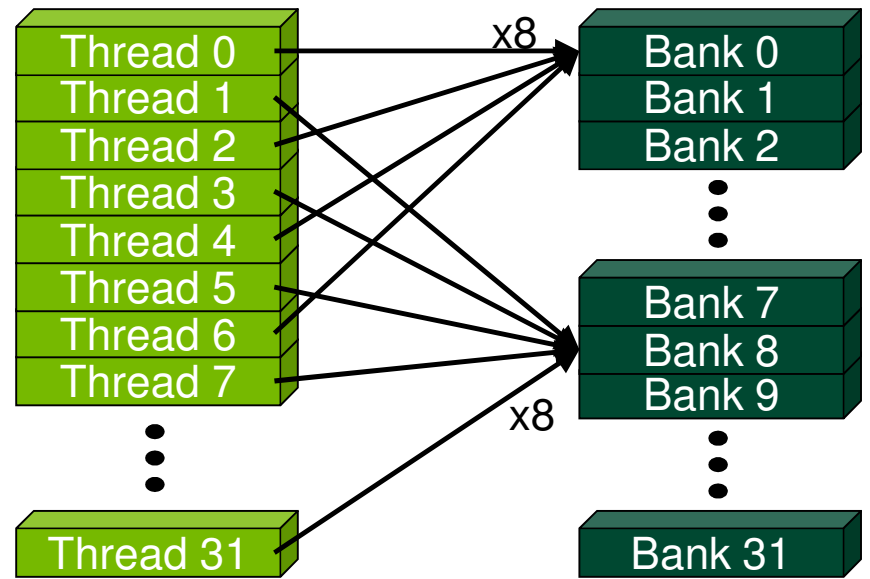 Thread 0
Thread 1
Thread 2
Thread 3
Thread 4
Thread 5
Thread 6
Thread 7
Thread 31
x8
x8
Bank 0
Bank 1
Bank 2
Bank 7
Bank 8
Bank 9
Bank 31